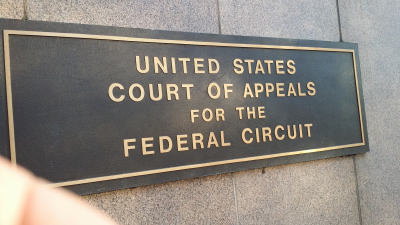 UNITED STATES
COURT OF APPEALS
FOR THE
FEDERAL CIRCUIT